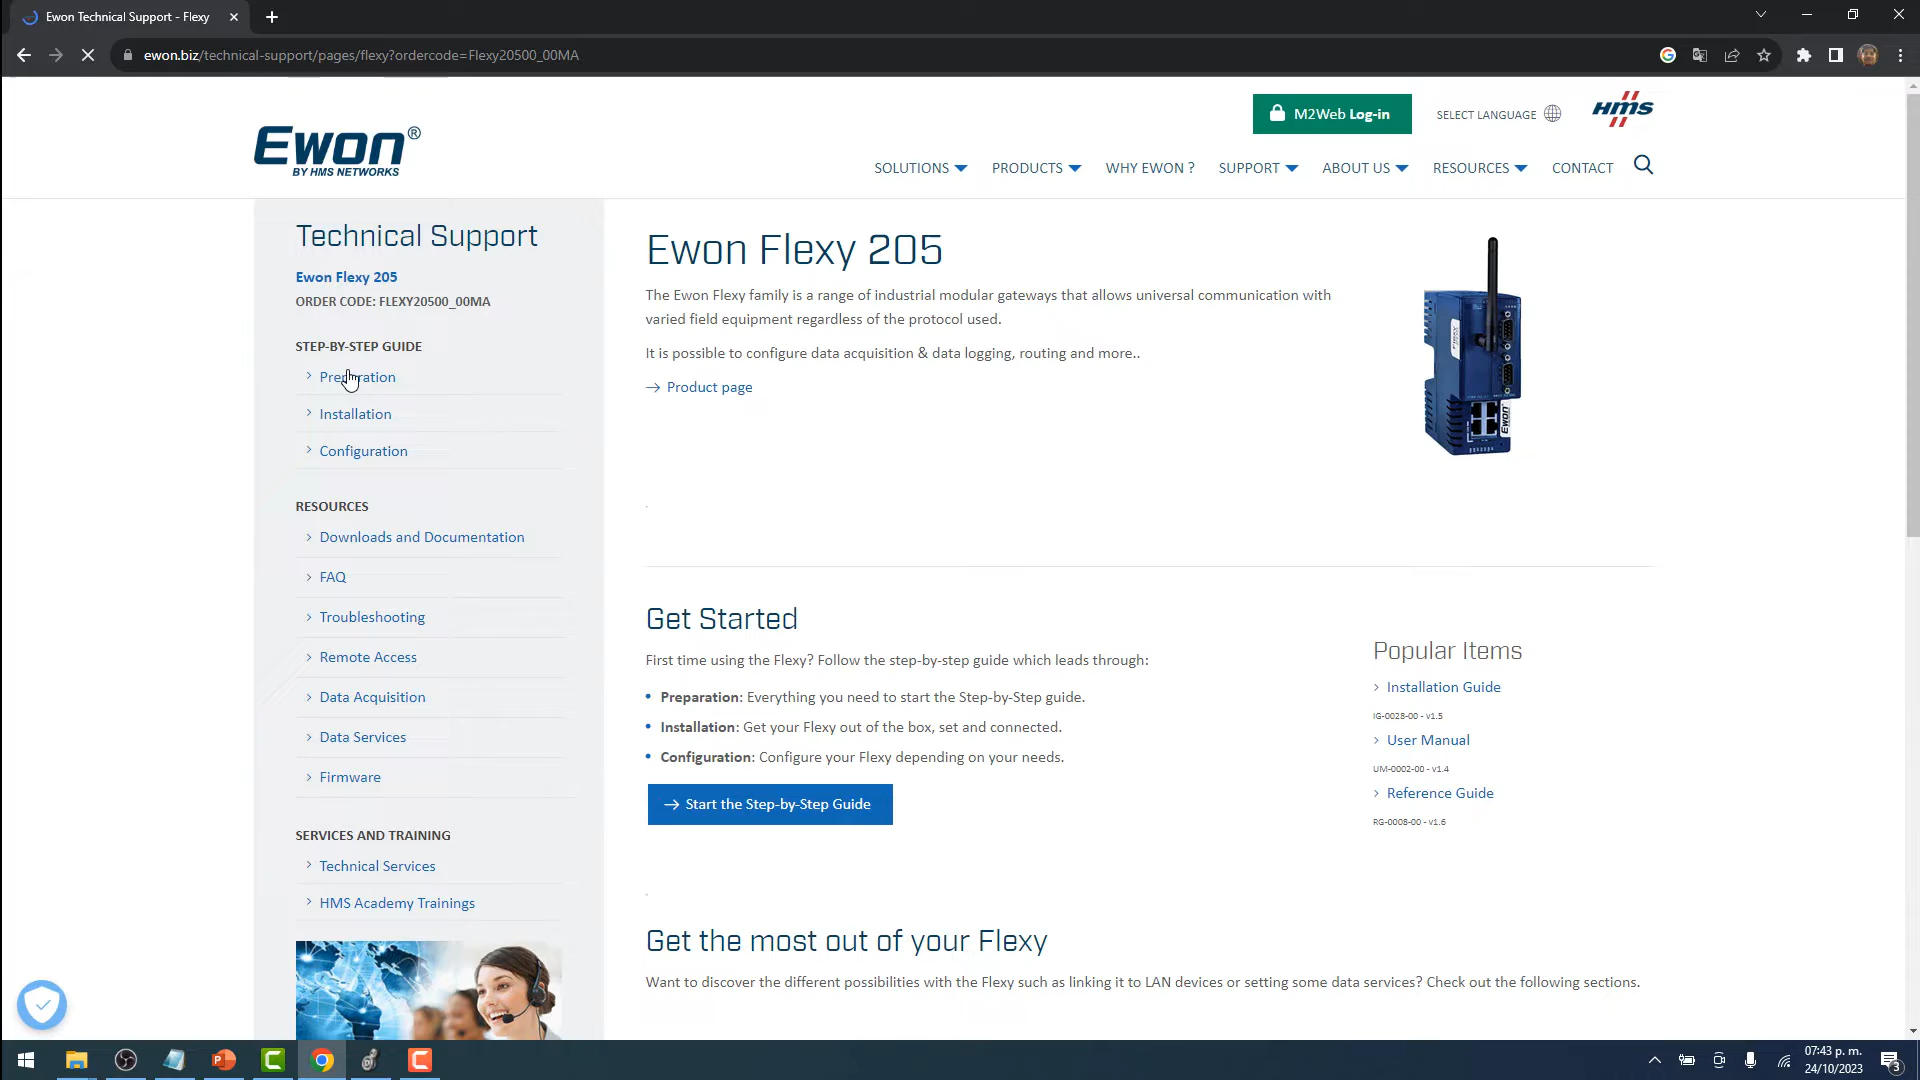 Ewon Technical Support - Flexy
ewon.biz/technical-support/pages/flexy?ordercode=Flexy20500_00MA
M2Web Log-in
SELECT LANGUAGE
HMS
Ewon®
BY HMS NETWORKS
SOLUTIONS
PRODUCTS
WHY EWON ?
SUPPORT
ABOUT US
RESOURCES
CONTACT
Technical Support
Ewon Flexy 205
ORDER CODE: FLEXY20500_00MA
STEP-BY-STEP GUIDE
Preparation
Installation
Configuration
RESOURCES
Downloads and Documentation
FAQ
Troubleshooting
Remote Access
Data Acquisition
Data Services
Firmware
SERVICES AND TRAINING
Technical Services
HMS Academy Trainings
Ewon Flexy 205
The Ewon Flexy family is a range of industrial modular gateways that allows universal communication with
varied field equipment regardless of the protocol used.
It is possible to configure data acquisition & data logging, routing and more..
→ Product page
Ewon
Get Started
First time using the Flexy? Follow the step-by-step guide which leads through:
• Preparation: Everything you need to start the Step-by-Step guide.
• Installation: Get your Flexy out of the box, set and connected.
• Configuration: Configure your Flexy depending on your needs.
→ Start the Step-by-Step Guide
Popular Items
Installation Guide
IG-0028-00 - v1.5
User Manual
UM-0002-00 - v1.4
Reference Guide
RG-0008-00 - v1.6
Get the most out of your Flexy
Want to discover the different possibilities with the Flexy such as linking it to LAN devices or setting some data services? Check out the following sections.
07:43 p. m.
24/10/2023
3